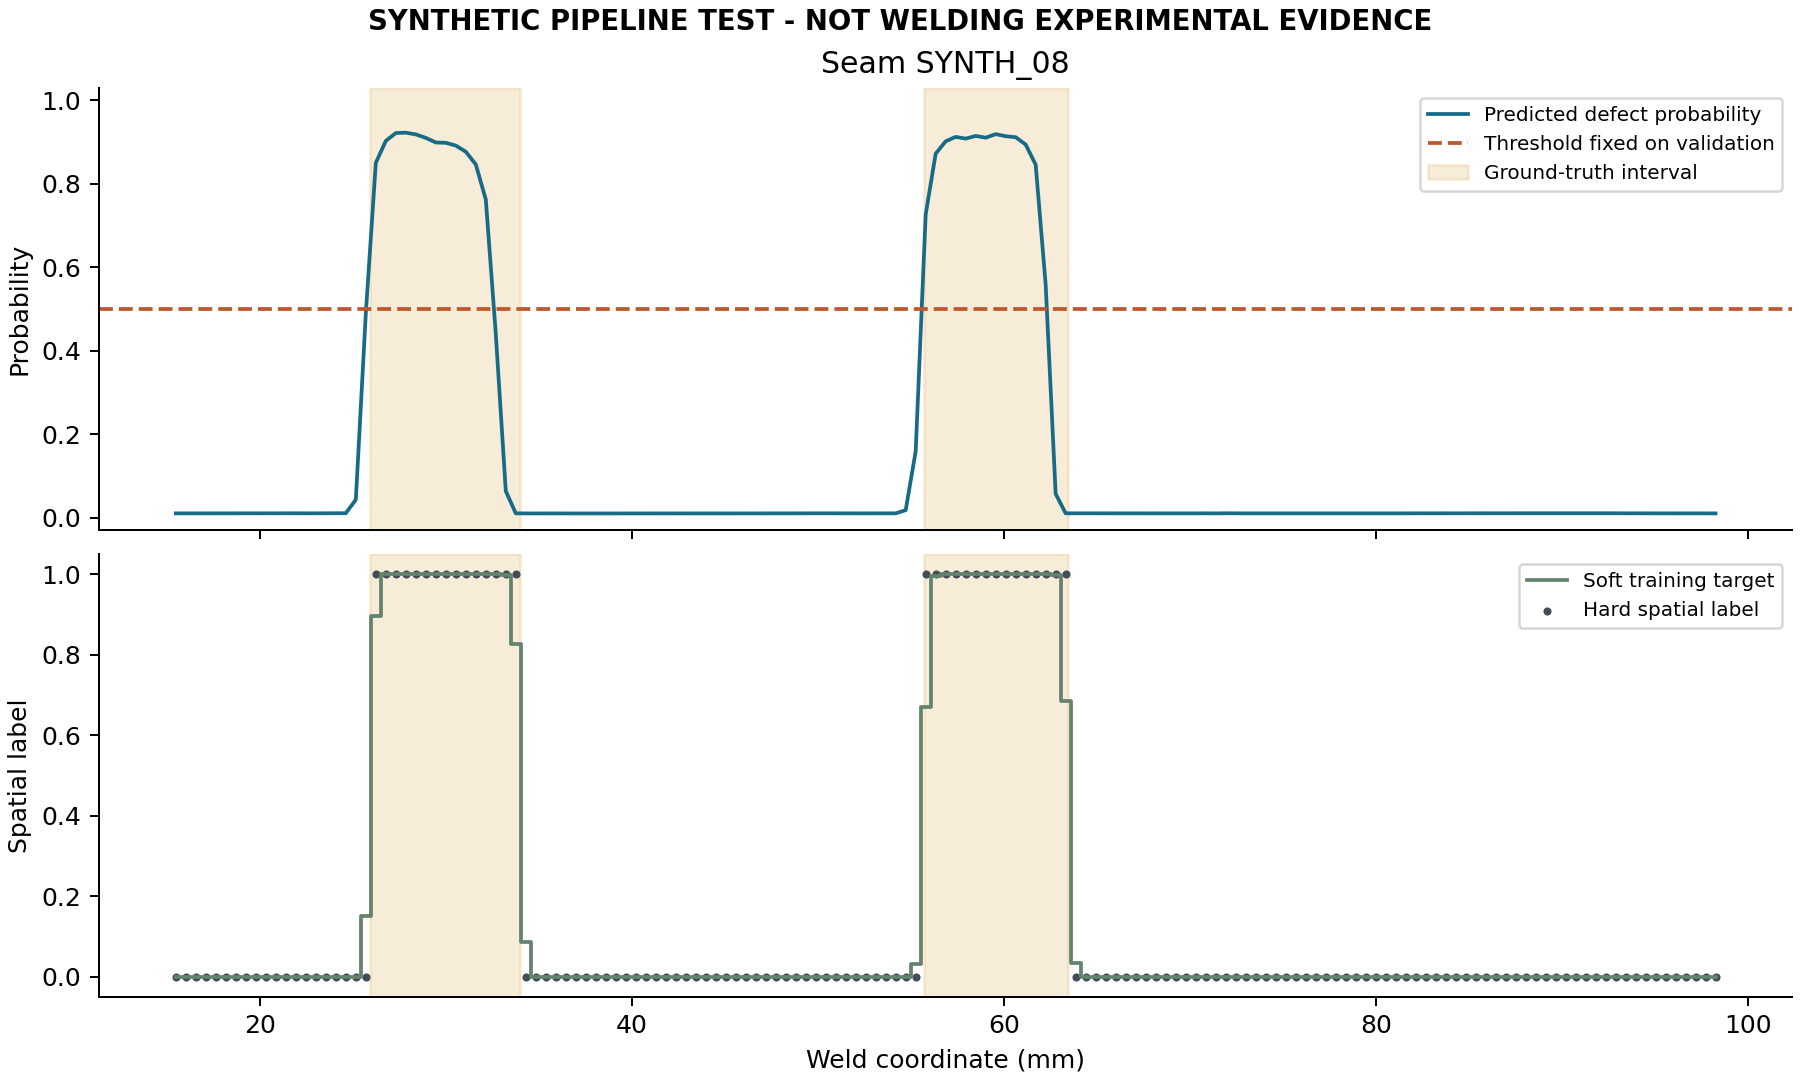 SYNTHETIC PIPELINE TEST - NOT WELDING EXPERIMENTAL EVIDENCE
Seam SYNTH_08
Probability
1.0
0.8
0.6
0.4
0.2
0.0
Predicted defect probability
Threshold fixed on validation
Ground-truth interval
Spatial label
1.0
0.8
0.6
0.4
0.2
0.0
Soft training target
Hard spatial label
20 40 60 80 100
Weld coordinate (mm)